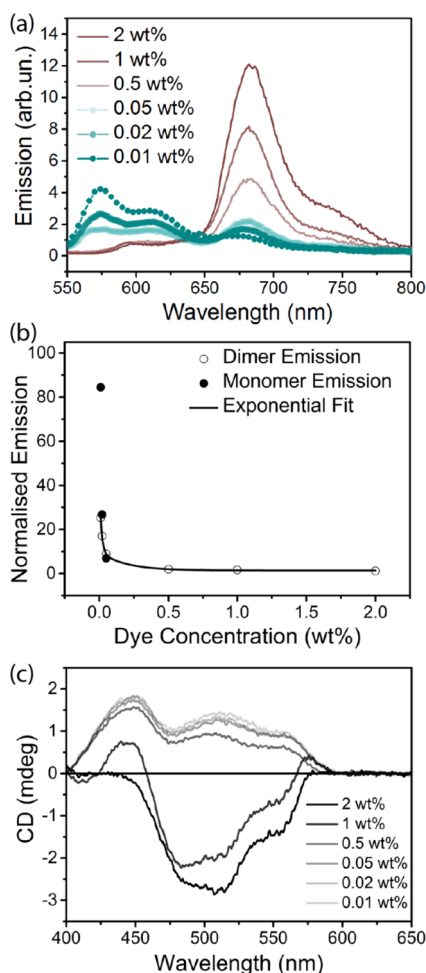 (a)
2 wt%
1 wt%
0.5 wt%
0.05 wt%
0.02 wt%
0.01 wt%
Emission (arb.un.)
14
12
10
8
6
4
2
0
550 600 650 700 750 800
Wavelength (nm)
(b)
Dimer Emission
Monomer Emission
Exponential Fit
Normalised Emission
100
80
60
40
20
0
0.0 0.5 1.0 1.5 2.0
Dye Concentration (wt%)
(c)
CD (mdeg)
2
1
0
-1
-2
-3
2 wt%
1 wt%
0.5 wt%
0.05 wt%
0.02 wt%
0.01 wt%
400 450 500 550 600 650
Wavelength (nm)